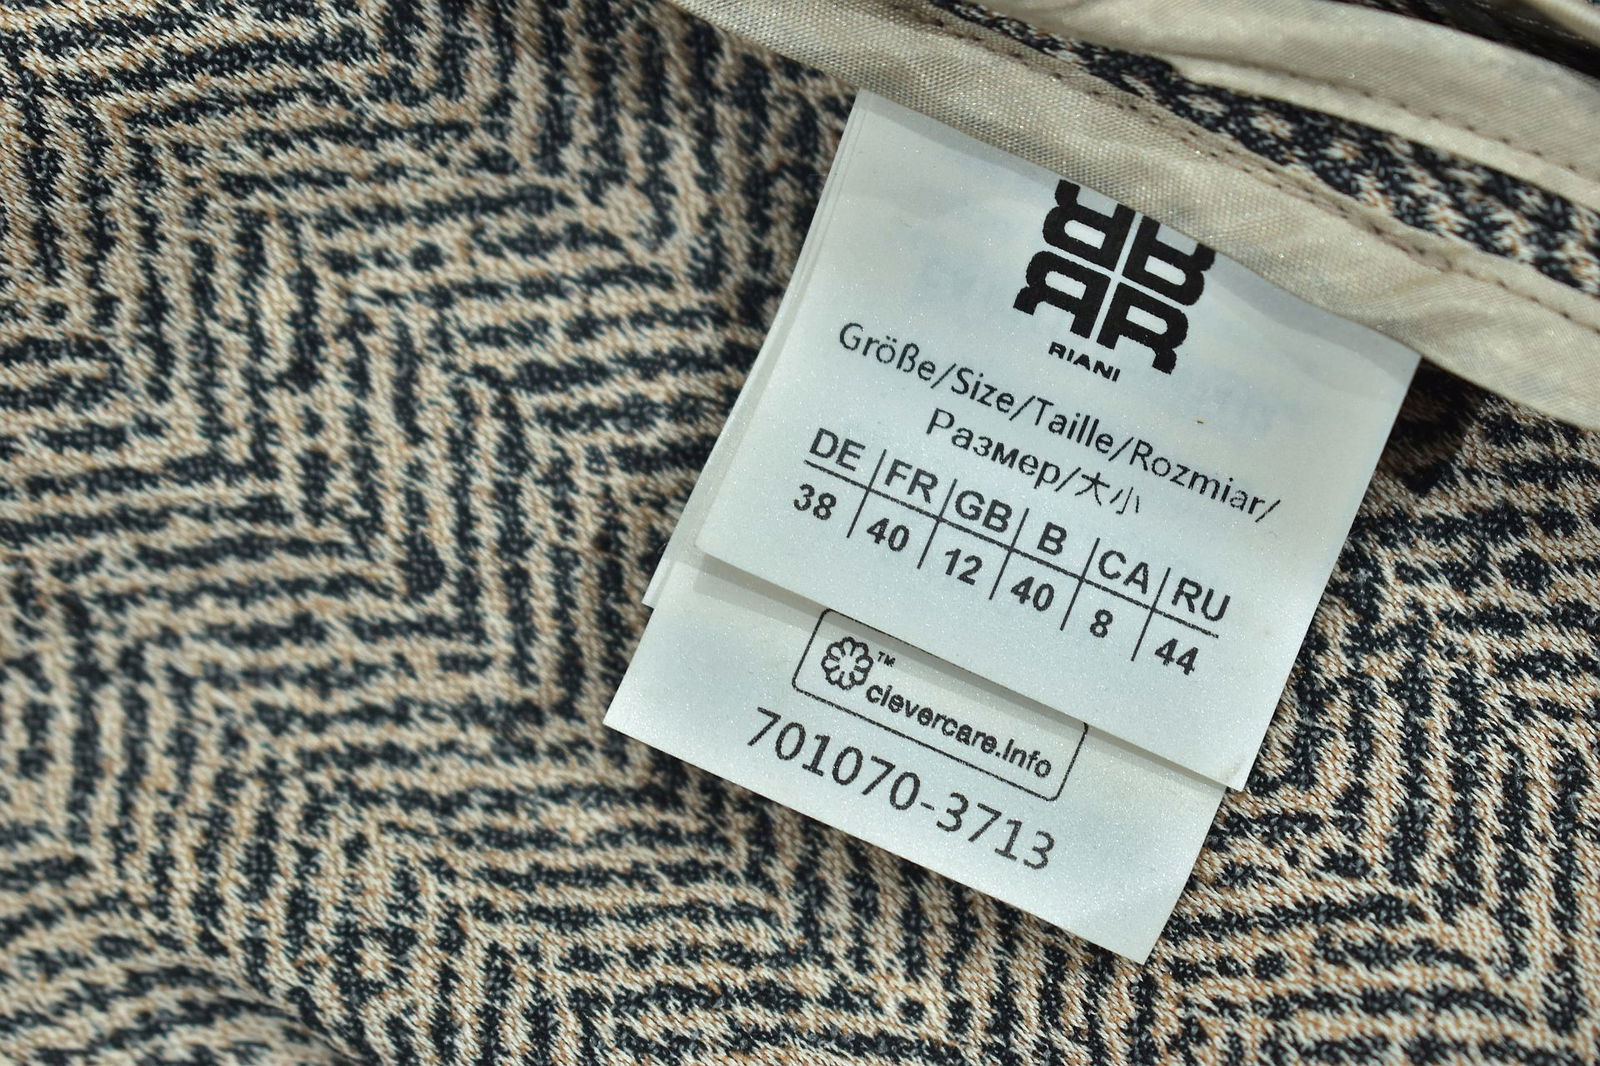 RIANI
Größe/Size/Taille/Rozmiar/
Размер/大小
DE | FR | GB | B | CA | RU
38 | 40 | 12 | 40 | 8 | 44
™ clevercare.info
701070-3713